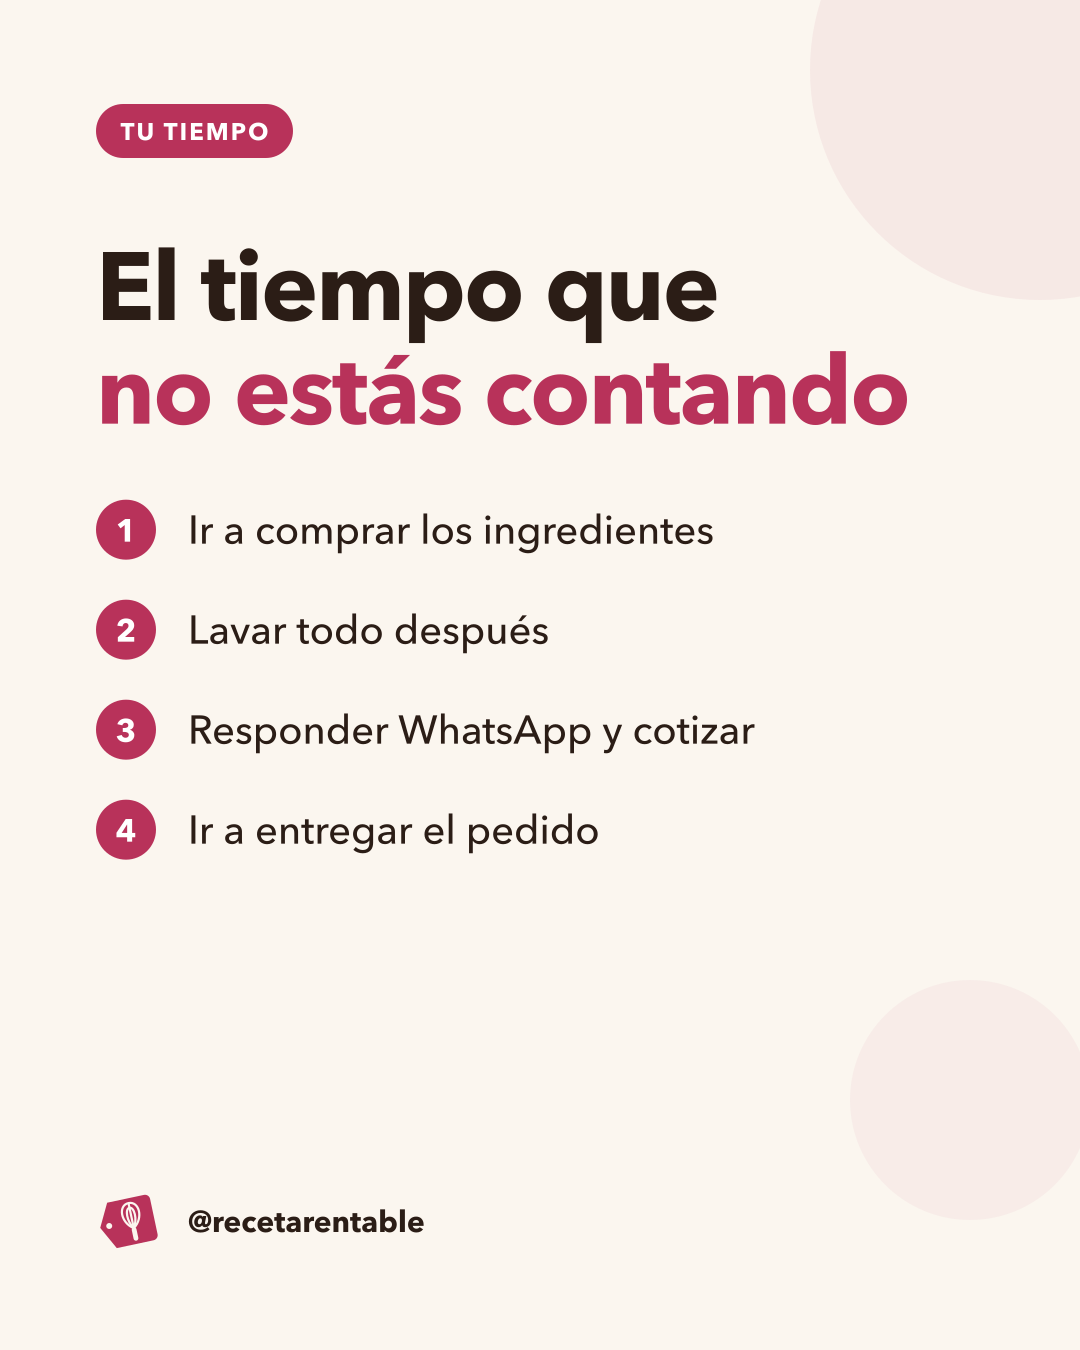 TU TIEMPO
El tiempo que
no estás contando
1 Ir a comprar los ingredientes
2 Lavar todo después
3 Responder WhatsApp y cotizar
4 Ir a entregar el pedido
@recetarentable